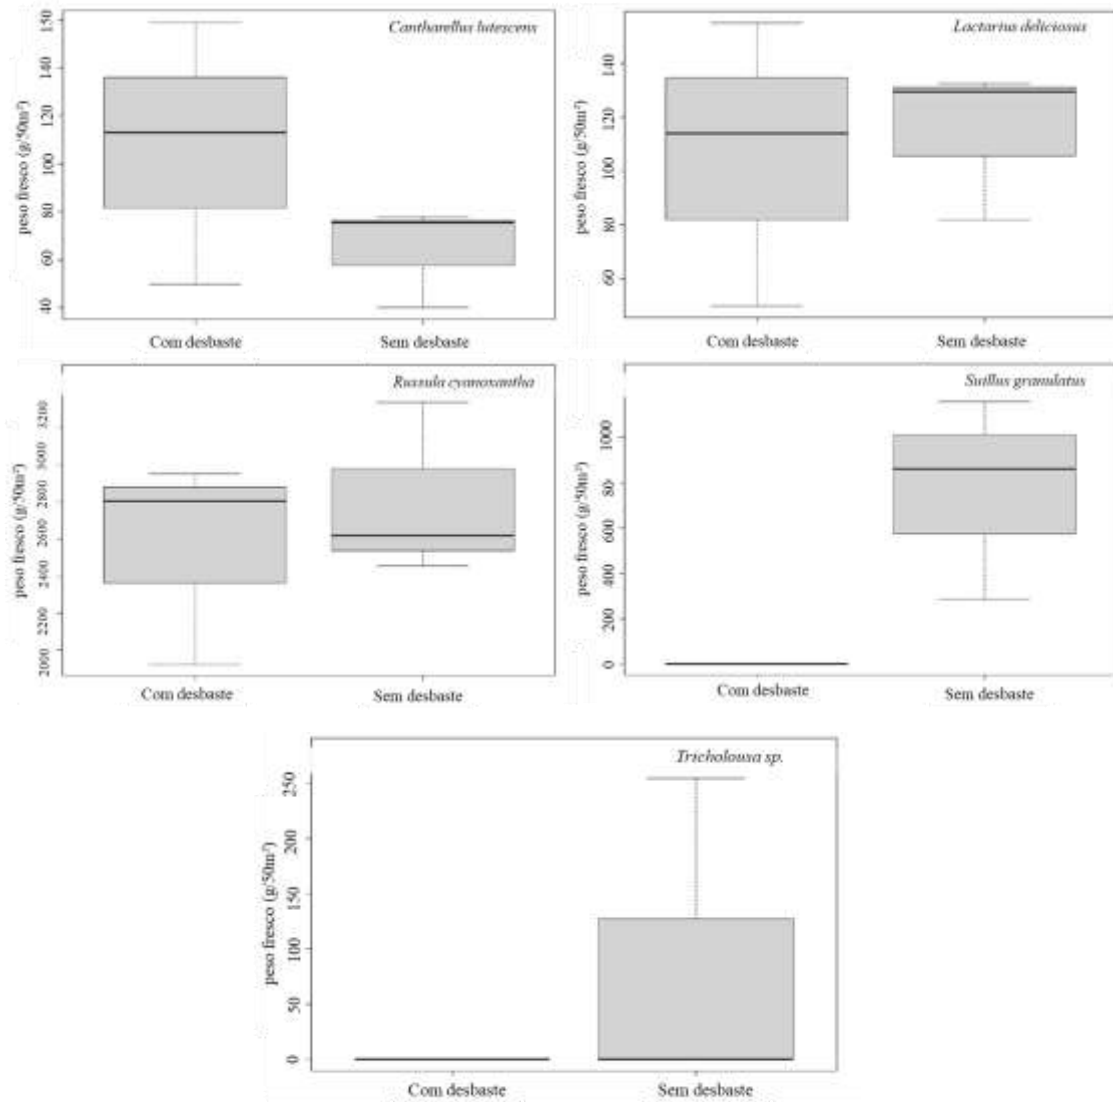 Cantharellus lutescens
peso fresco (g/50m²)
150
140
120
100
80
60
40
Com desbaste
Sem desbaste
Lactarius deliciosus
peso fresco (g/50m²)
140
120
100
80
60
Com desbaste
Sem desbaste
Russula cyanoxantha
peso fresco (g/50m²)
3200
3000
2800
2600
2400
2200
2000
Com desbaste
Sem desbaste
Suillus granulatus
peso fresco (g/50m²)
1000
80
600
400
200
0
Com desbaste
Sem desbaste
Tricholousa sp.
peso fresco (g/50m²)
250
200
150
100
50
0
Com desbaste
Sem desbaste